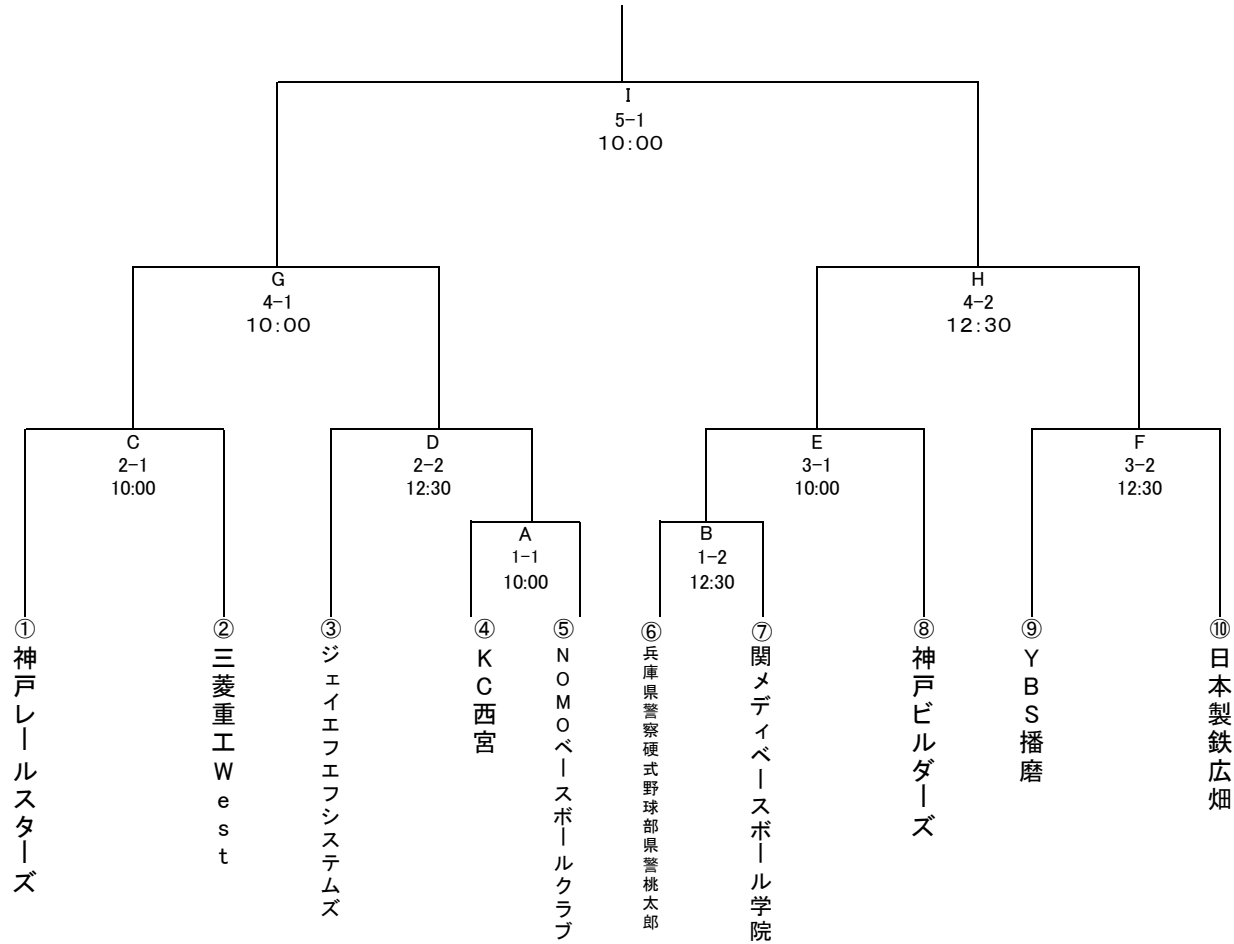 I
5-1
10:00
G
4-1
10:00
H
4-2
12:30
C
2-1
10:00
D
2-2
12:30
E
3-1
10:00
F
3-2
12:30
A
1-1
10:00
B
1-2
12:30
①神戸レールスターズ
②三菱重工West
③ジェイエフエフシステムズ
④KC西宮
⑤NOMOベースボールクラブ
⑥兵庫県警察硬式野球部県警桃太郎
⑦関メディベースボール学院
⑧神戸ビルダーズ
⑨YBS播磨
⑩日本製鉄広畑